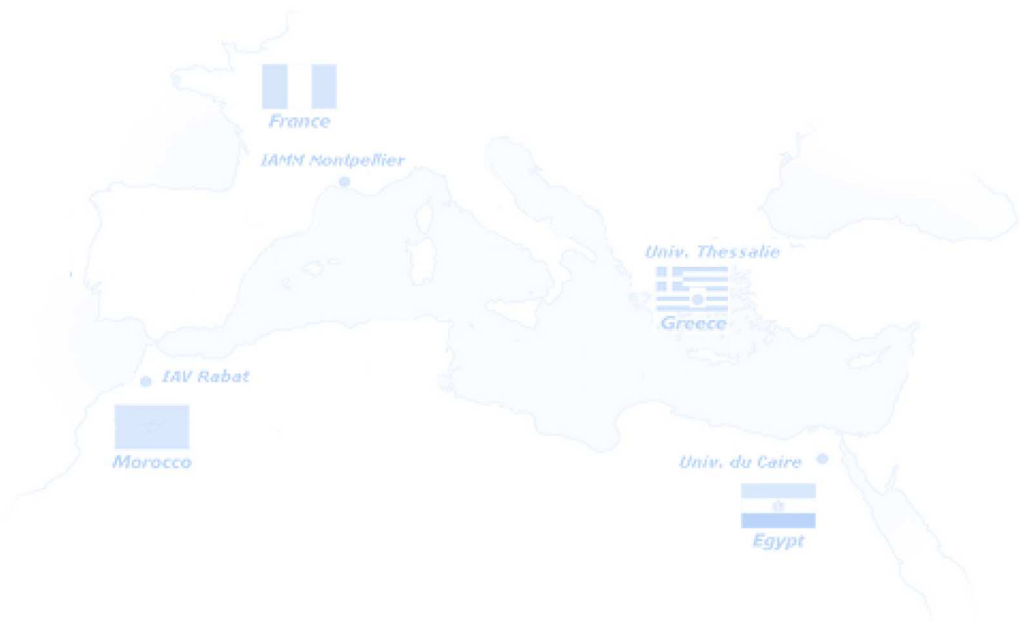 France
IAMM Montpellier
Univ. Thessalie
Greece
IAV Rabat
Morocco
Univ. du Caire
Egypt